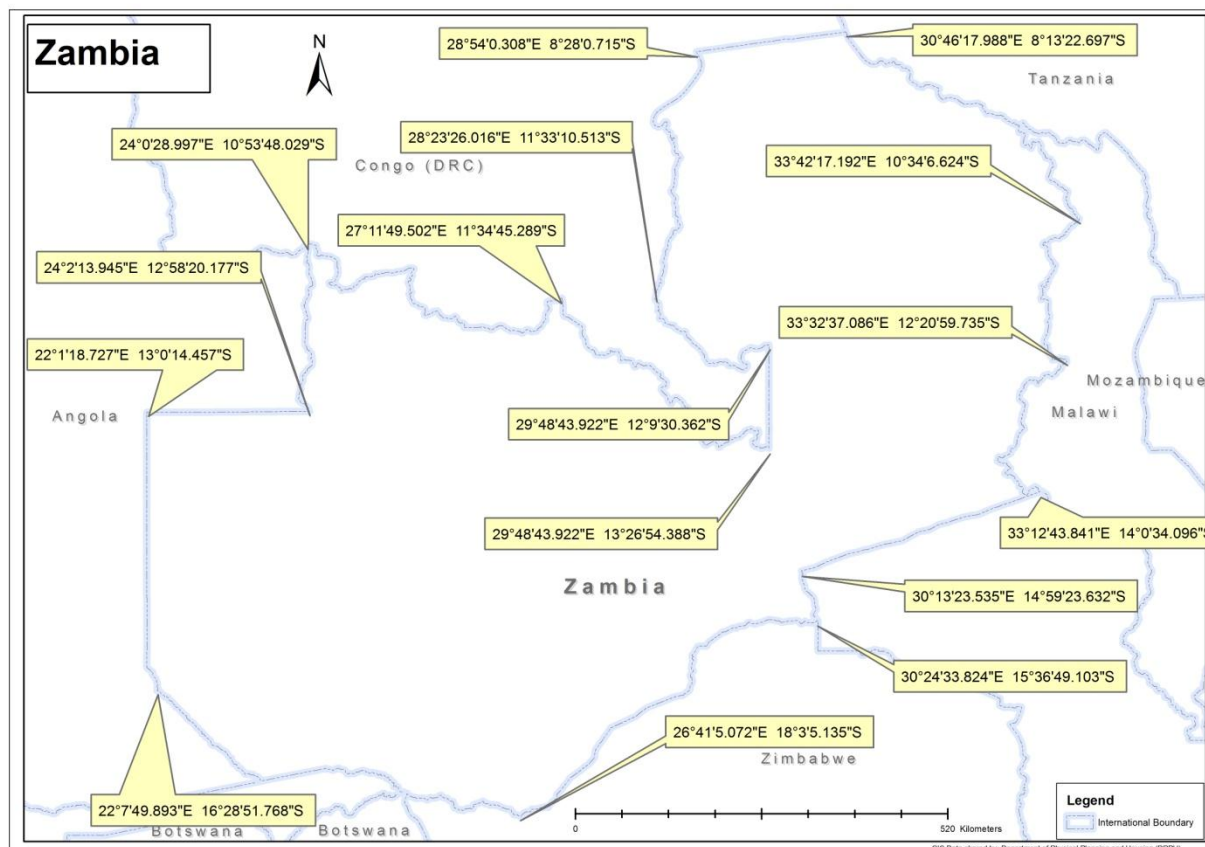 Zambia
N
28°54'0.308"E 8°28'0.715"S
30°46'17.988"E 8°13'22.697"S
Tanzania
24°0'28.997"E 10°53'48.029"S
28°23'26.016"E 11°33'10.513"S
Congo (DRC)
33°42'17.192"E 10°34'6.624"S
27°11'49.502"E 11°34'45.289"S
24°2'13.945"E 12°58'20.177"S
33°32'37.086"E 12°20'59.735"S
22°1'18.727"E 13°0'14.457"S
Mozambique
Angola
Malawi
29°48'43.922"E 12°9'30.362"S
29°48'43.922"E 13°26'54.388"S
33°12'43.841"E 14°0'34.096"S
Zambia
30°13'23.535"E 14°59'23.632"S
30°24'33.824"E 15°36'49.103"S
26°41'5.072"E 18°3'5.135"S
Zimbabwe
22°7'49.893"E 16°28'51.768"S
Botswana Botswana
0 520 Kilometers
Legend
International Boundary